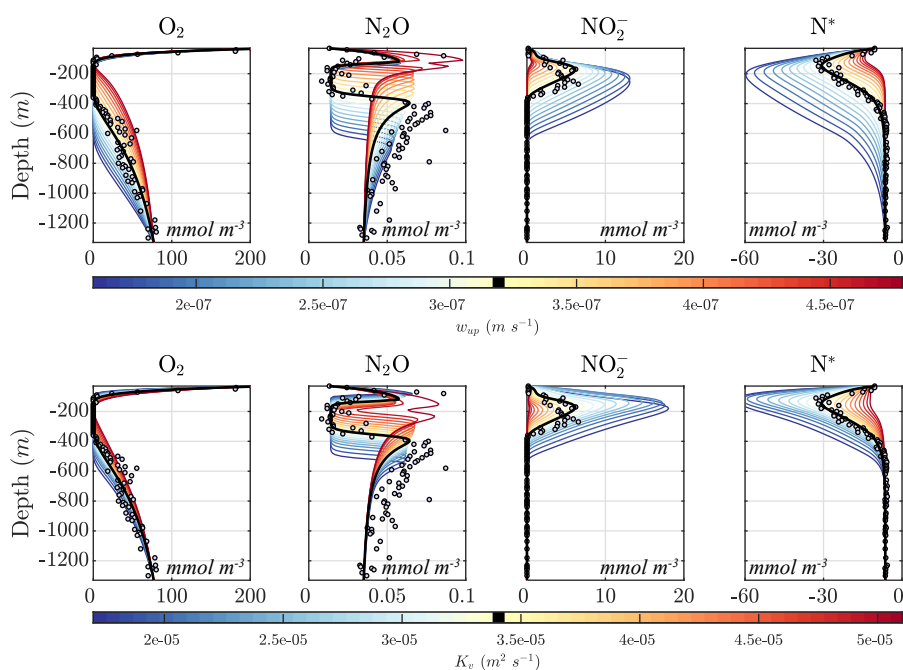 O₂ N₂O NO₂⁻ N*
Depth (m)
-200
-400
-600
-800
-1000
-1200
mmol m⁻³ mmol m⁻³ mmol m⁻³ mmol m⁻³
0 100 200 0 0.05 0.1 0 10 20 -60 -30 0
2e-07 2.5e-07 3e-07 3.5e-07 4e-07 4.5e-07
w_up (m s⁻¹)
O₂ N₂O NO₂⁻ N*
Depth (m)
-200
-400
-600
-800
-1000
-1200
mmol m⁻³ mmol m⁻³ mmol m⁻³ mmol m⁻³
0 100 200 0 0.05 0.1 0 10 20 -60 -30 0
2e-05 2.5e-05 3e-05 3.5e-05 4e-05 4.5e-05 5e-05
K_v (m² s⁻¹)